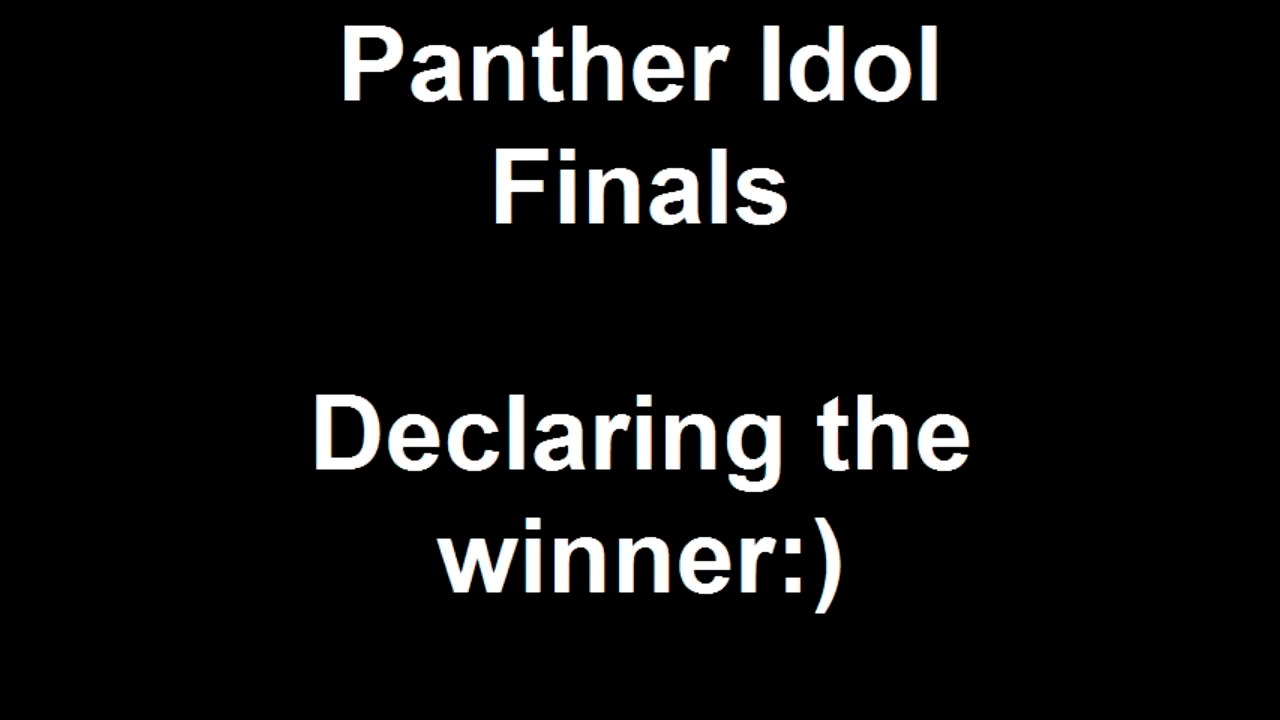 Panther Idol
Finals
Declaring the
winner:)